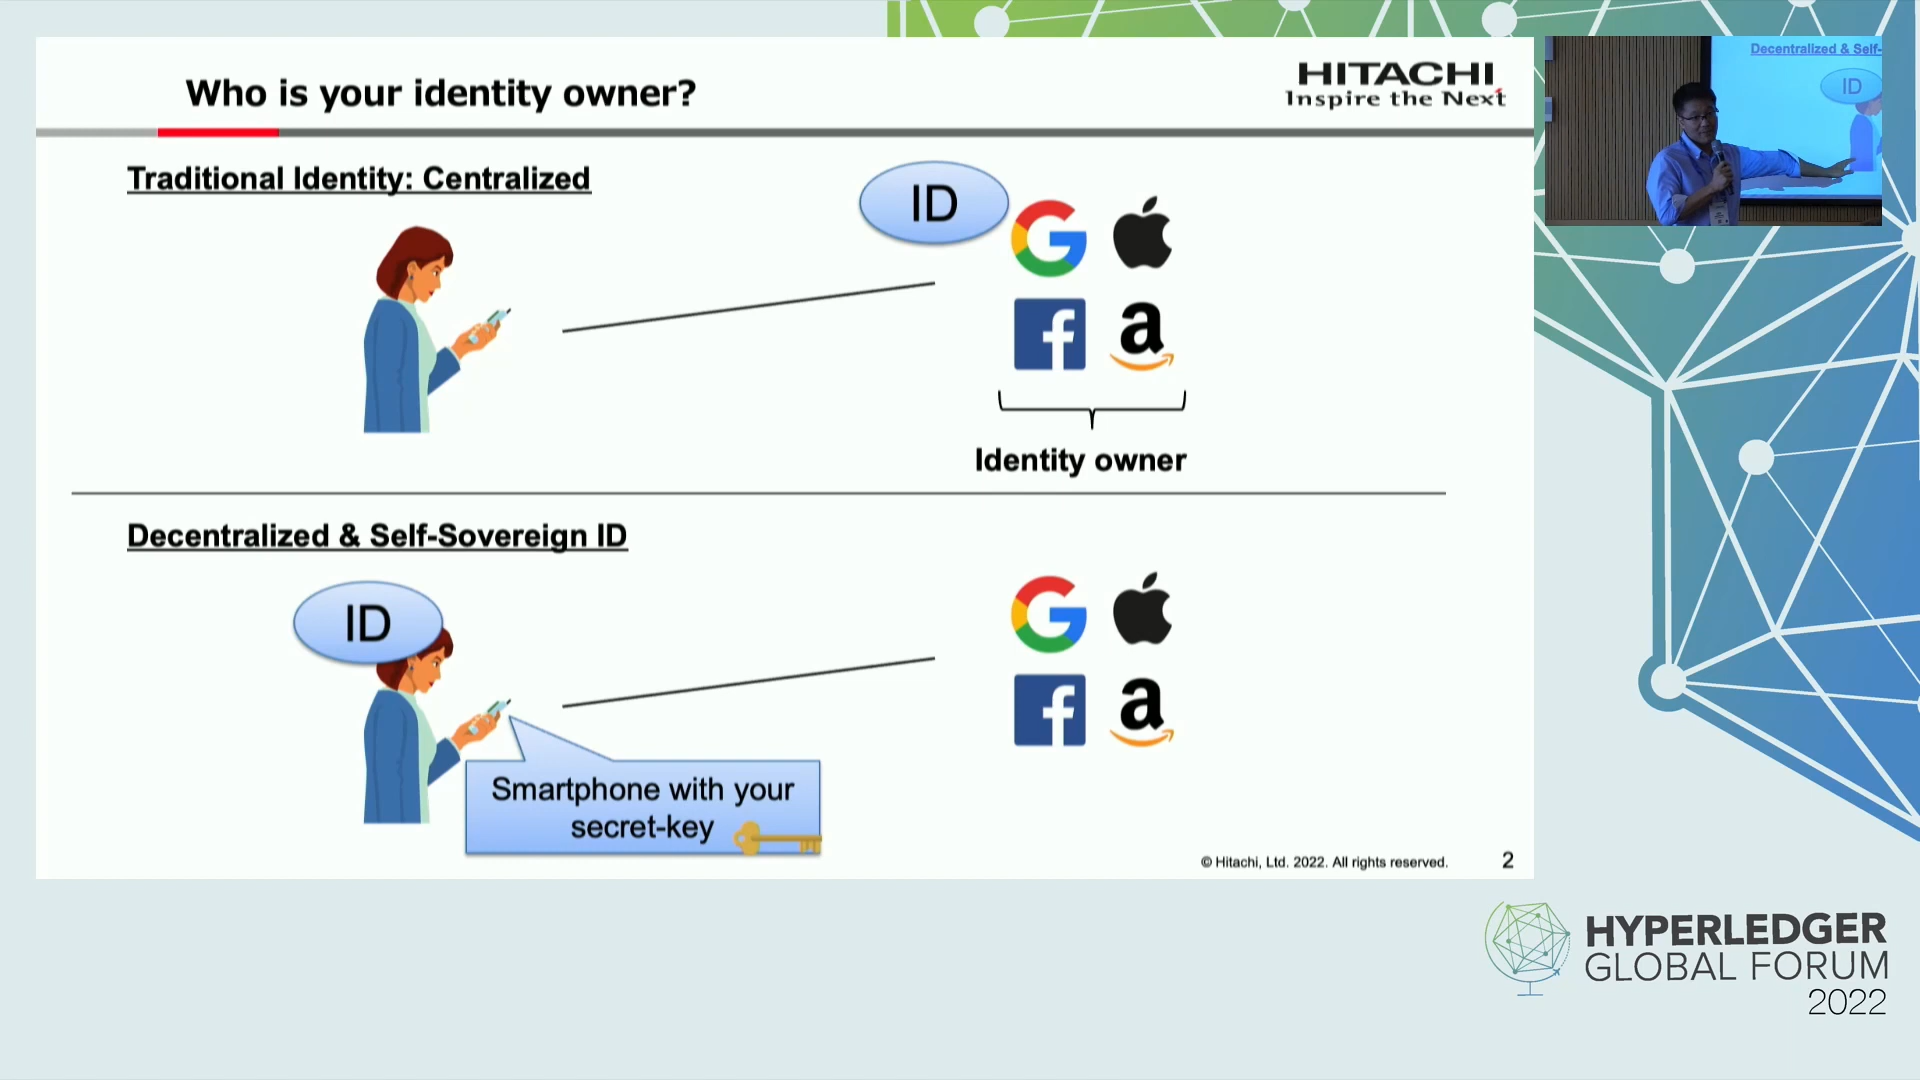 Who is your identity owner?
HITACHI
Inspire the Next
Traditional Identity: Centralized
ID
Identity owner
Decentralized & Self-Sovereign ID
ID
Smartphone with your
secret-key
© Hitachi, Ltd. 2022. All rights reserved.
2
Decentralized & Self-
ID
HYPERLEDGER
GLOBAL FORUM
2022